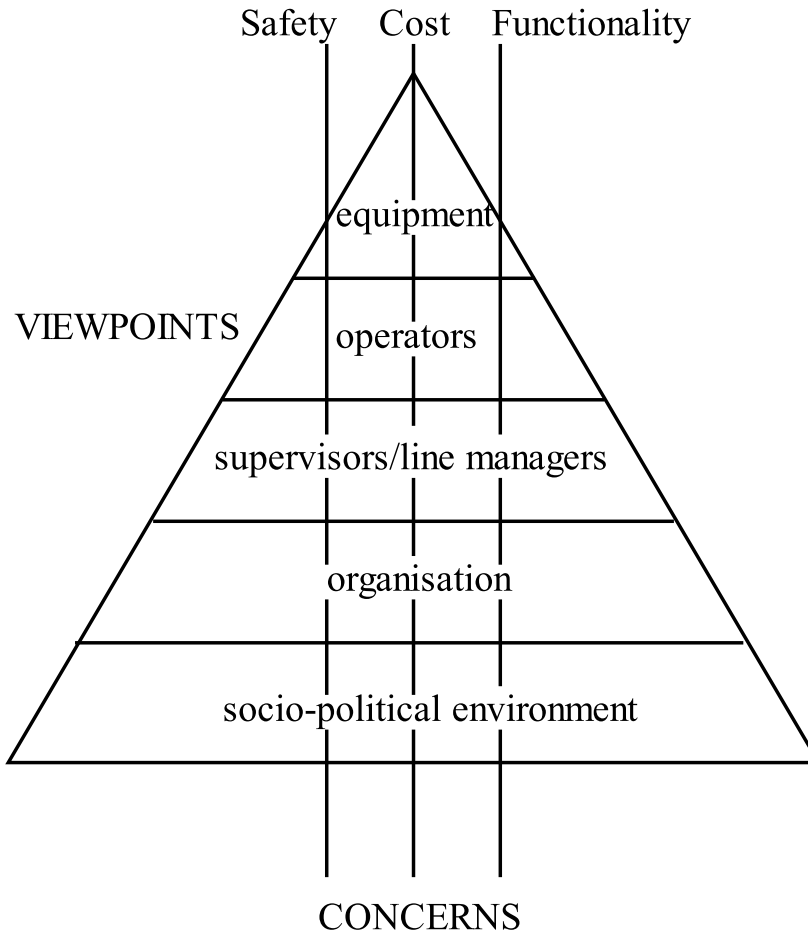 Safety Cost Functionality
equipment
VIEWPOINTS
operators
supervisors/line managers
organisation
socio-political environment
CONCERNS